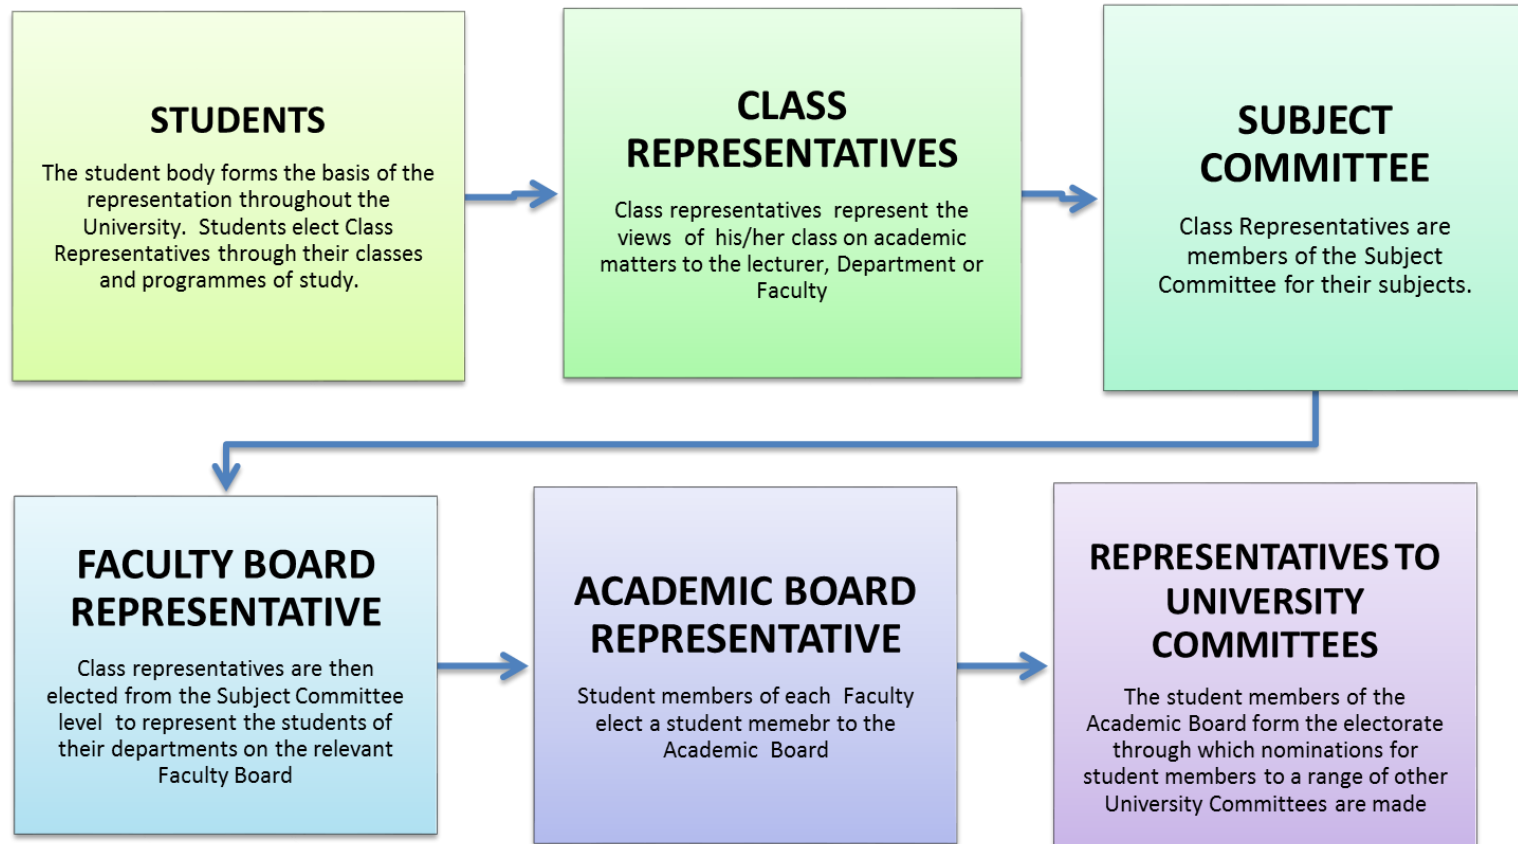 STUDENTS
The student body forms the basis of the
representation throughout the
University. Students elect Class
Representatives through their classes
and programmes of study.
CLASS
REPRESENTATIVES
Class representatives represent the
views of his/her class on academic
matters to the lecturer, Department or
Faculty
SUBJECT
COMMITTEE
Class Representatives are
members of the Subject
Committee for their subjects.
FACULTY BOARD
REPRESENTATIVE
Class representatives are then
elected from the Subject Committee
level to represent the students of
their departments on the relevant
Faculty Board
ACADEMIC BOARD
REPRESENTATIVE
Student members of each Faculty
elect a student memebr to the
Academic Board
REPRESENTATIVES TO
UNIVERSITY
COMMITTEES
The student members of the
Academic Board form the electorate
through which nominations for
student members to a range of other
University Committees are made